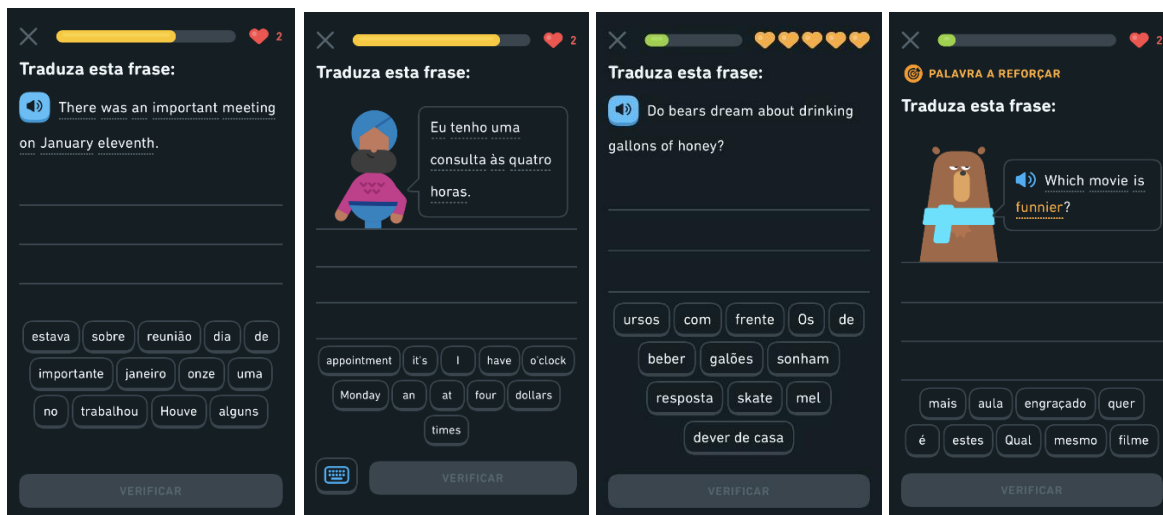 2
Traduza esta frase:
There was an important meeting
on January eleventh.
estava sobre reunião dia de
importante janeiro onze uma
no trabalhou Houve alguns
VERIFICAR
2
Traduza esta frase:
Eu tenho uma
consulta às quatro
horas.
appointment it's I have o'clock
Monday an at four dollars
times
VERIFICAR
Traduza esta frase:
Do bears dream about drinking
gallons of honey?
ursos com frente Os de
beber galões sonham
resposta skate mel
dever de casa
VERIFICAR
2
PALAVRA A REFORÇAR
Traduza esta frase:
Which movie is
funnier?
mais aula engraçado quer
é estes Qual mesmo filme
VERIFICAR